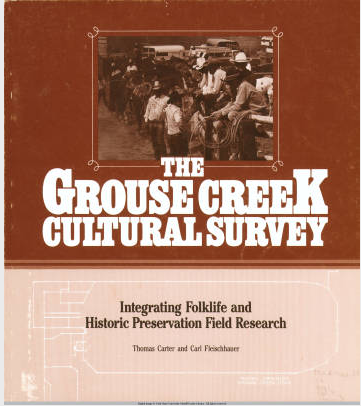 THE
GROUSE CREEK
CULTURAL SURVEY
Integrating Folklife and
Historic Preservation Field Research
Thomas Carter and Carl Fleischhauer